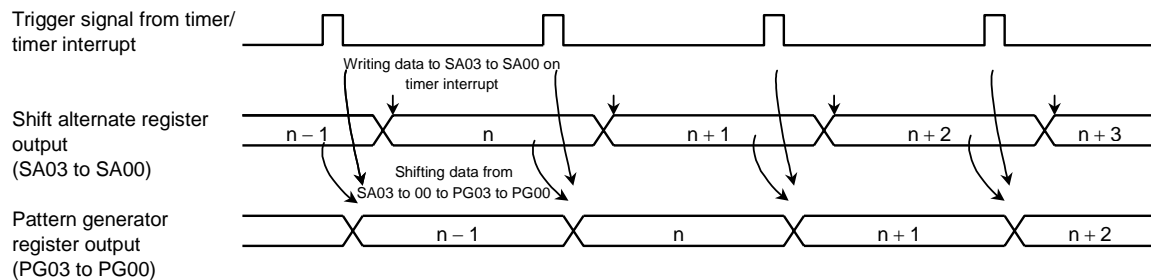 Trigger signal from timer/
timer interrupt
Writing data to SA03 to SA00 on
timer interrupt
Shift alternate register
output
(SA03 to SA00)
n − 1
n
n + 1
n + 2
n + 3
Shifting data from
SA03 to 00 to PG03 to PG00
Pattern generator
register output
(PG03 to PG00)
n − 1
n
n + 1
n + 2